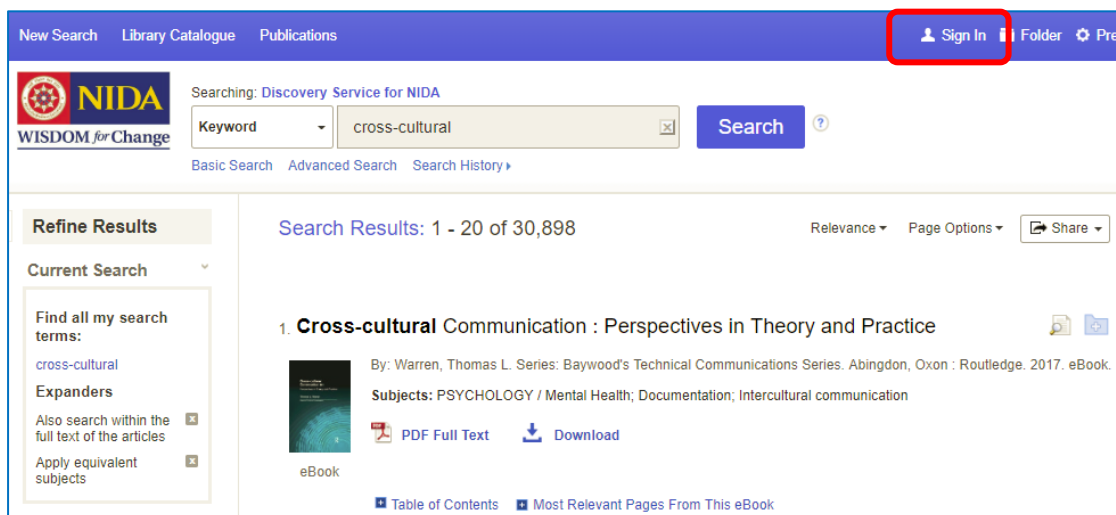 New Search Library Catalogue Publications Sign In Folder Pre
NIDA
WISDOM for Change
Searching: Discovery Service for NIDA
Keyword cross-cultural Search ?
Basic Search Advanced Search Search History
Refine Results
Search Results: 1 - 20 of 30,898 Relevance Page Options Share
Current Search
Find all my search
terms:
cross-cultural
Expanders
Also search within the
full text of the articles
Apply equivalent
subjects
1. Cross-cultural Communication : Perspectives in Theory and Practice
By: Warren, Thomas L. Series: Baywood's Technical Communications Series. Abingdon, Oxon : Routledge. 2017. eBook.
Subjects: PSYCHOLOGY / Mental Health; Documentation; Intercultural communication
PDF Full Text Download
eBook
Table of Contents Most Relevant Pages From This eBook